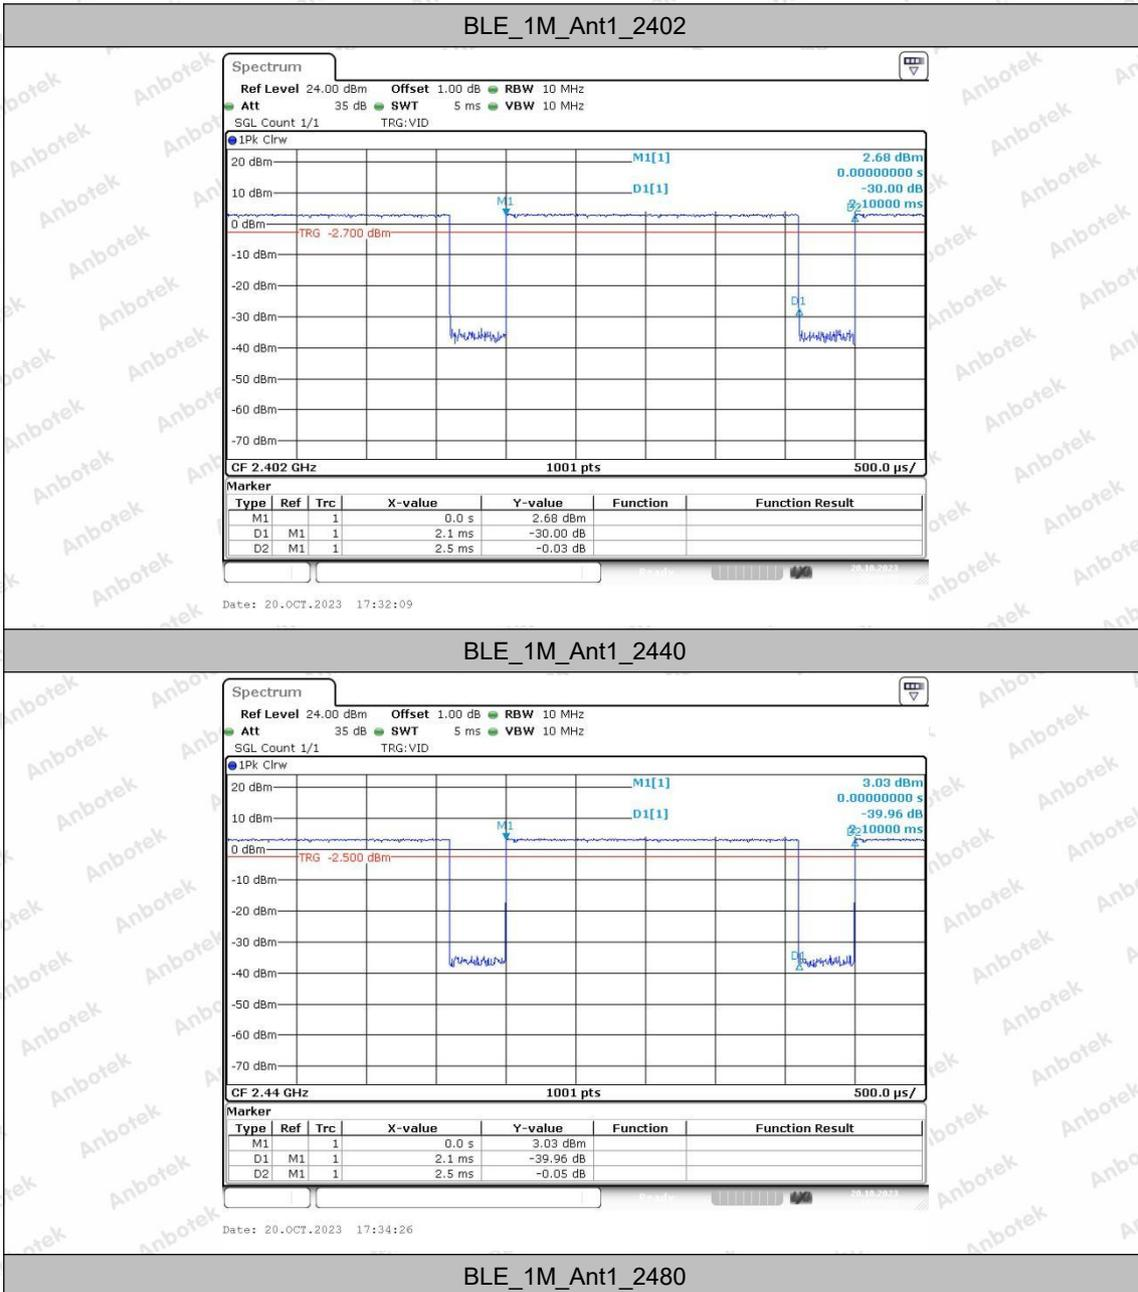 BLE_1M_Ant1_2402
Spectrum
Ref Level 24.00 dBm Offset 1.00 dB RBW 10 MHz
Att 35 dB SWT 5 ms VBW 10 MHz
SGL Count 1/1 TRG:VID
1Pk Clrw
M1[1] 2.68 dBm
0.00000000 s
D1[1] -30.00 dB
2.10000 ms
20 dBm
10 dBm
M1
D2
0 dBm
TRG -2.700 dBm
-10 dBm
-20 dBm
D1
-30 dBm
-40 dBm
-50 dBm
-60 dBm
-70 dBm
CF 2.402 GHz 1001 pts 500.0 µs/
Marker
Type Ref Trc X-value Y-value Function Function Result
M1 1 0.0 s 2.68 dBm
D1 M1 1 2.1 ms -30.00 dB
D2 M1 1 2.5 ms -0.03 dB
Ready 20.10.2023
Date: 20.OCT.2023 17:32:09
BLE_1M_Ant1_2440
Spectrum
Ref Level 24.00 dBm Offset 1.00 dB RBW 10 MHz
Att 35 dB SWT 5 ms VBW 10 MHz
SGL Count 1/1 TRG:VID
1Pk Clrw
M1[1] 3.03 dBm
0.00000000 s
D1[1] -39.96 dB
2.10000 ms
20 dBm
10 dBm
M1
D2
0 dBm
TRG -2.500 dBm
-10 dBm
-20 dBm
-30 dBm
D1
-40 dBm
-50 dBm
-60 dBm
-70 dBm
CF 2.44 GHz 1001 pts 500.0 µs/
Marker
Type Ref Trc X-value Y-value Function Function Result
M1 1 0.0 s 3.03 dBm
D1 M1 1 2.1 ms -39.96 dB
D2 M1 1 2.5 ms -0.05 dB
Ready 20.10.2023
Date: 20.OCT.2023 17:34:26
BLE_1M_Ant1_2480
Anbotek